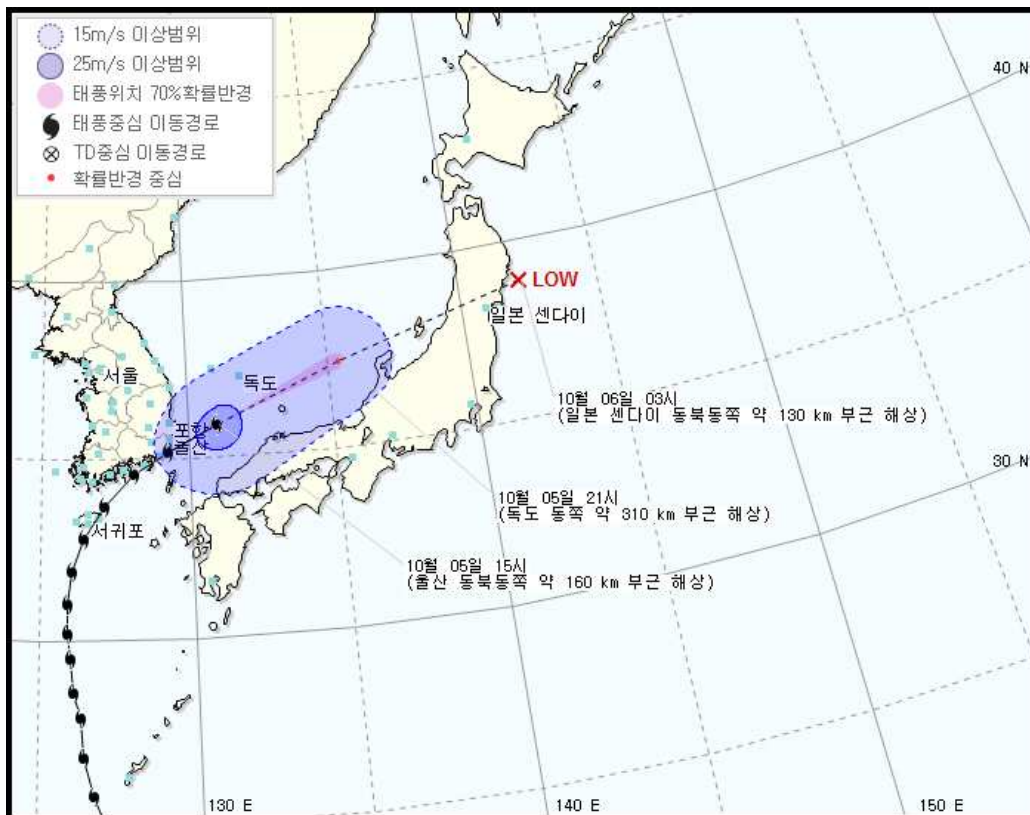 15m/s 이상범위
25m/s 이상범위
태풍위치 70%확률반경
태풍중심 이동경로
TD중심 이동경로
확률반경 중심
40 N
LOW
일본 센다이
서울
독도
10월 06일 03시
(일본 센다이 동북동쪽 약 130 km 부근 해상)
포항
울산
30 N
10월 05일 21시
(독도 동쪽 약 310 km 부근 해상)
서귀포
10월 05일 15시
(울산 동북동쪽 약 160 km 부근 해상)
130 E
140 E
150 E